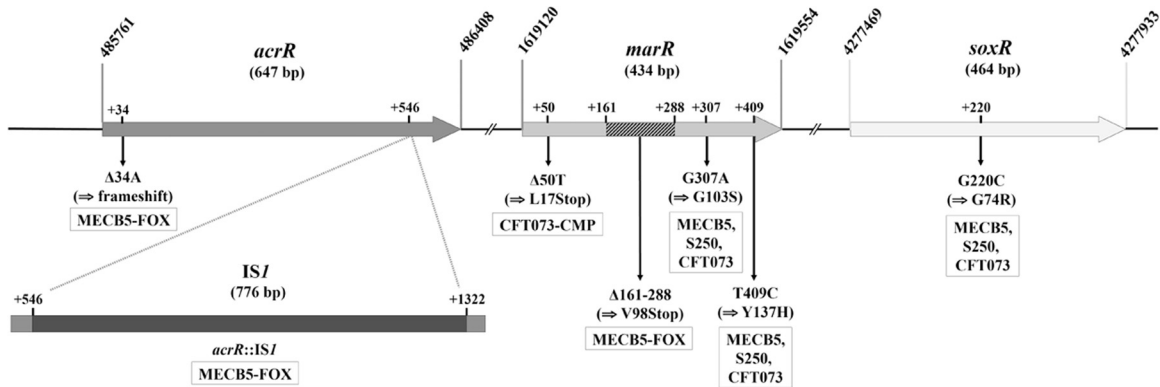 485761
acrR
(647 bp)
486408
1619120
marR
(434 bp)
1619554
4277469
soxR
(464 bp)
4277933
+34
+546
+50
+161
+288
+307
+409
+220
Δ34A
(⇒ frameshift)
MECB5-FOX
Δ50T
(⇒ L17Stop)
CFT073-CMP
G307A
(⇒ G103S)
MECB5,
S250,
CFT073
G220C
(⇒ G74R)
MECB5,
S250,
CFT073
IS1
(776 bp)
+546
+1322
acrR::IS1
MECB5-FOX
Δ161-288
(⇒ V98Stop)
MECB5-FOX
T409C
(⇒ Y137H)
MECB5,
S250,
CFT073